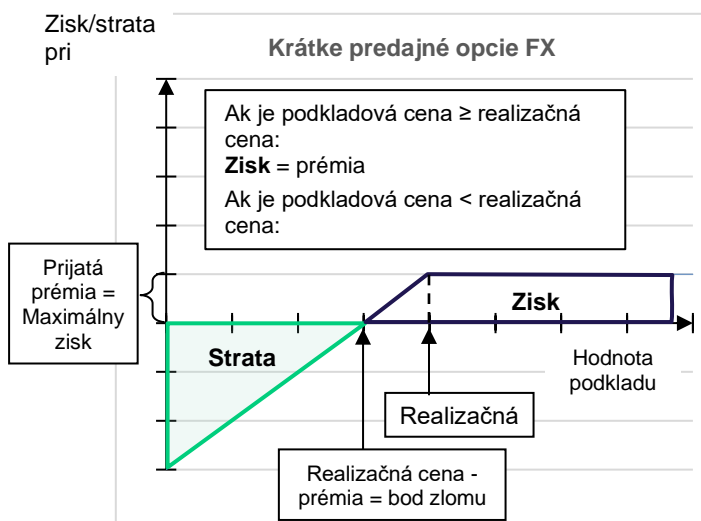 Zisk/strata
pri
Krátke predajné opcie FX
Ak je podkladová cena ≥ realizačná
cena:
Zisk = prémia
Ak je podkladová cena < realizačná
cena:
Prijatá
prémia =
Maximálny
zisk
Zisk
Strata
Hodnota
podkladu
Realizačná
Realizačná cena -
prémia = bod zlomu